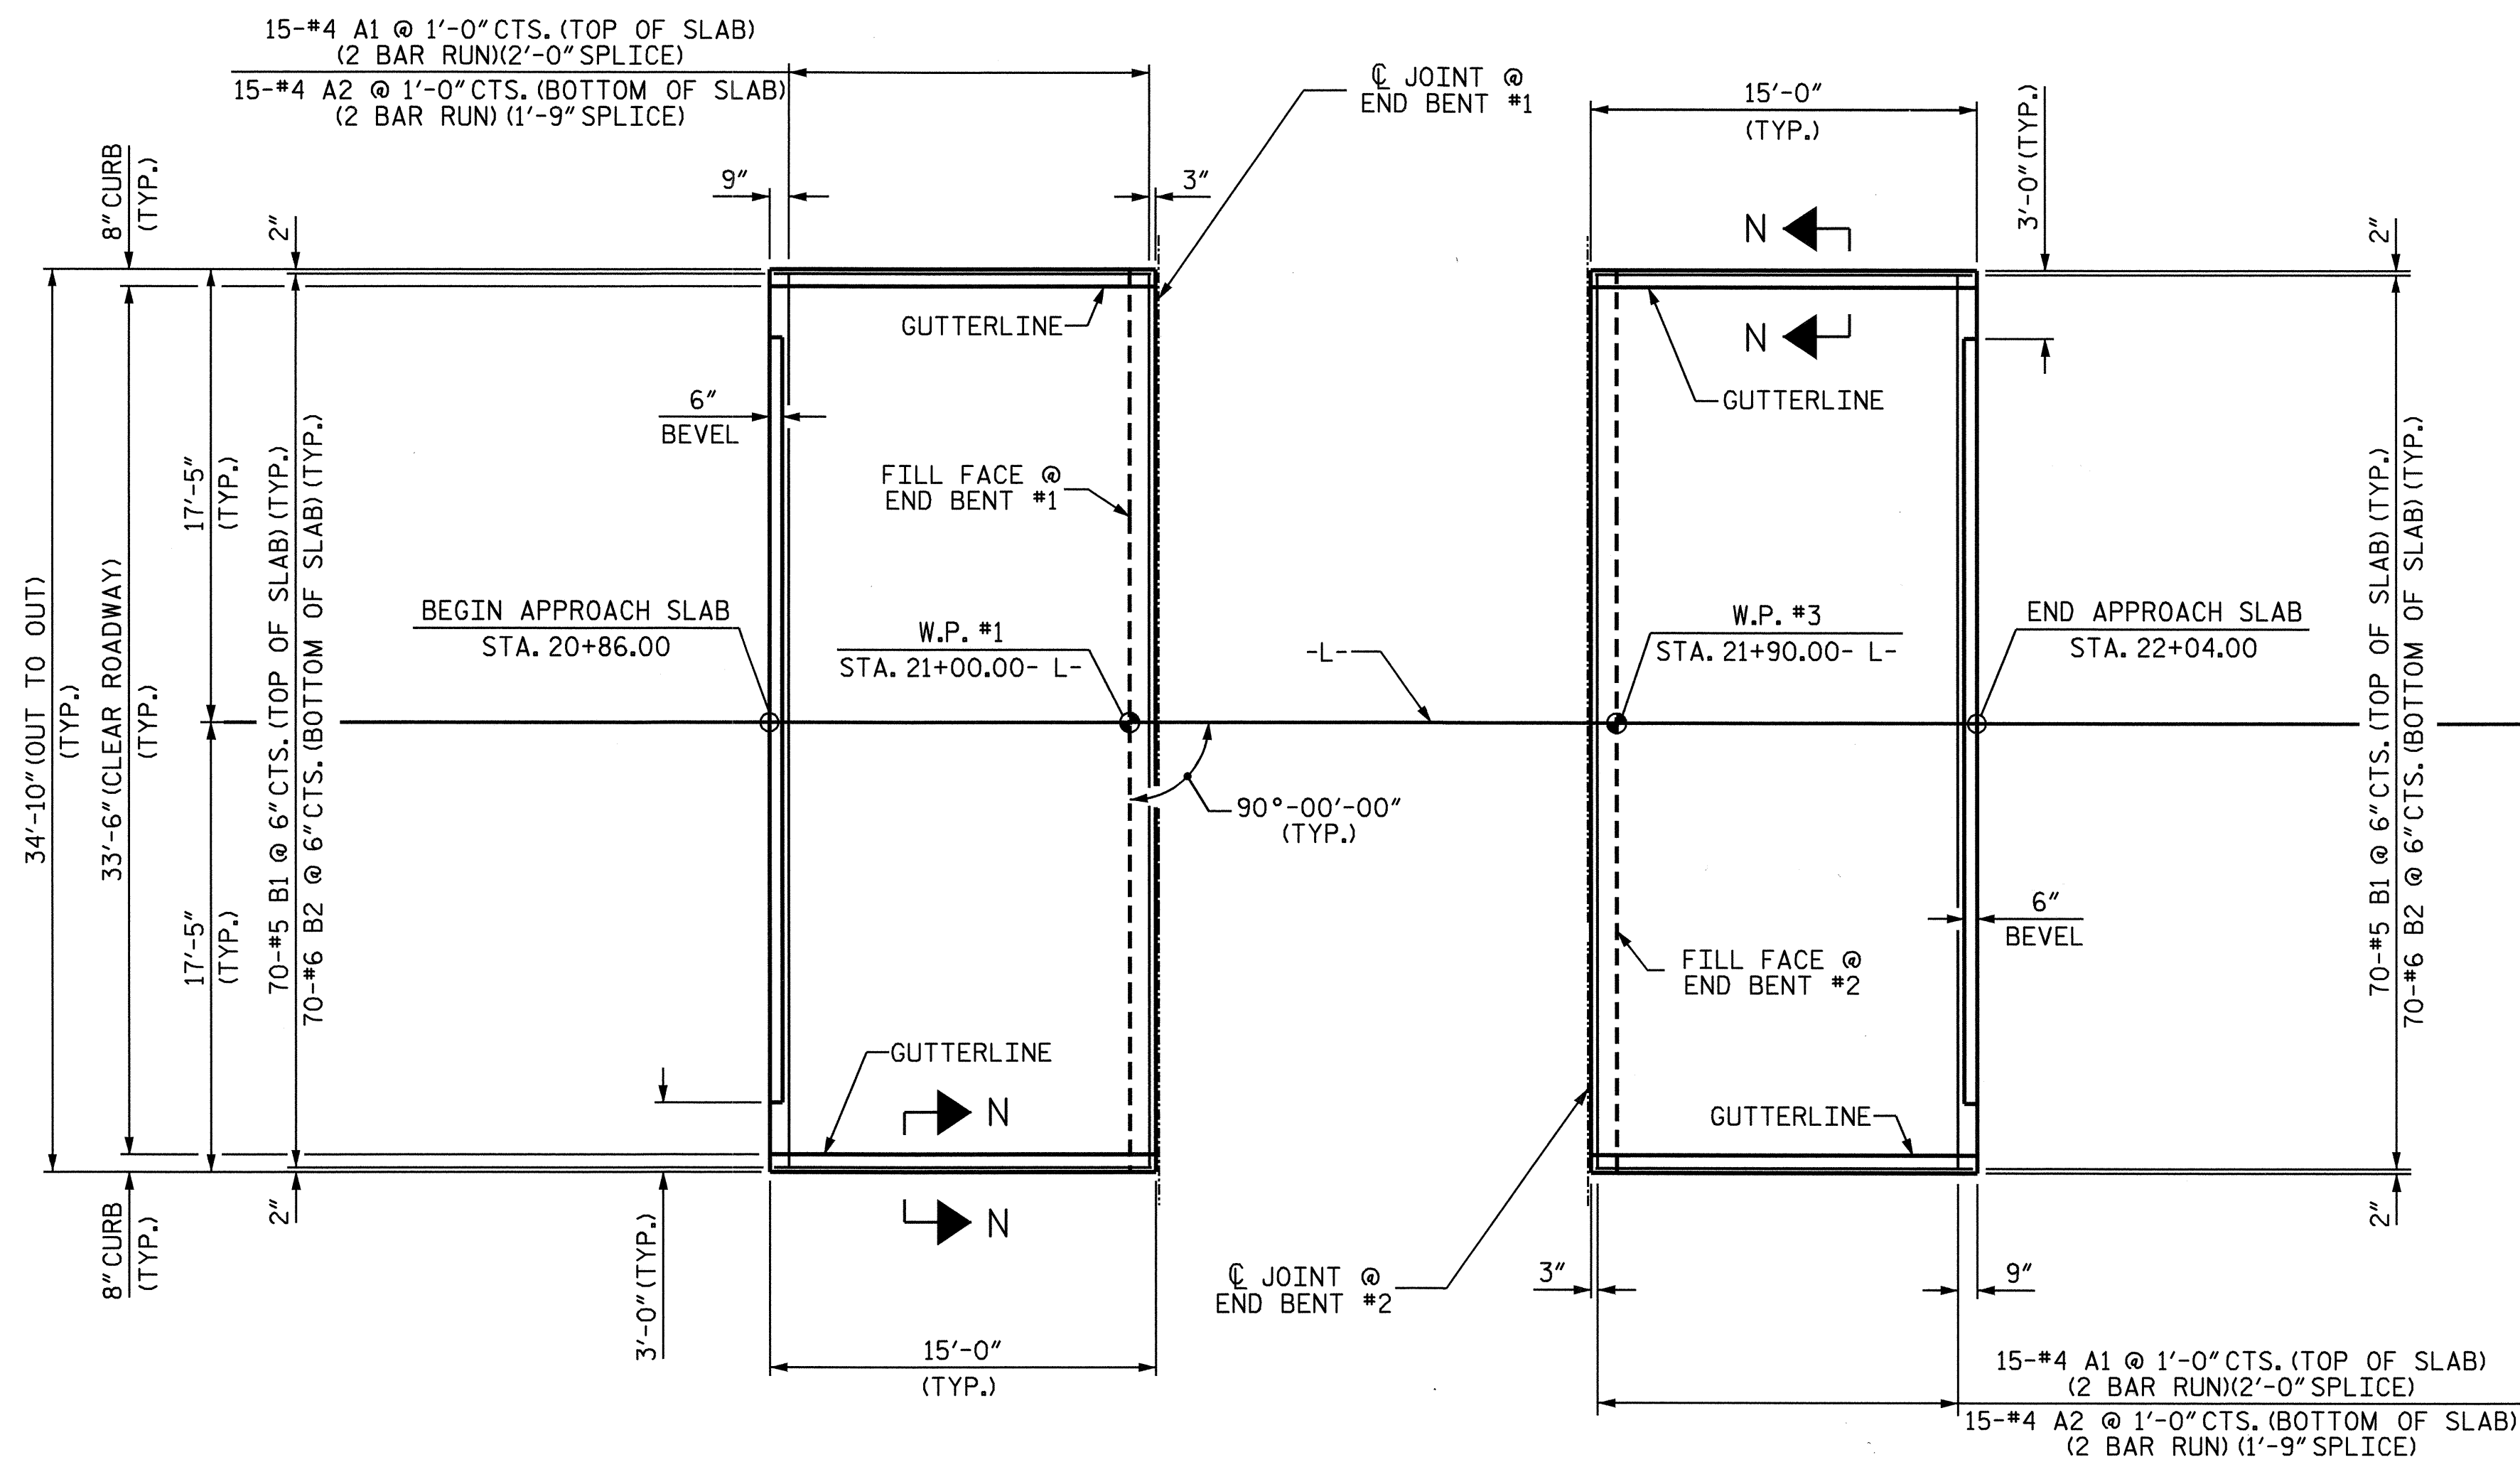 15-#4 A1 @ 1'-0" CTS. (TOP OF SLAB)
(2 BAR RUN)(2'-0" SPLICE)
15-#4 A2 @ 1'-0" CTS. (BOTTOM OF SLAB)
(2 BAR RUN) (1'-9" SPLICE)
℄ JOINT @
END BENT #1
15'-0"
(TYP.)
3'-0" (TYP.)
8" CURB
(TYP.)
2"
9"
3"
2"
N
N
GUTTERLINE
GUTTERLINE
6"
BEVEL
FILL FACE @
END BENT #1
17'-5"
(TYP.)
34'-10" (OUT TO OUT)
(TYP.)
33'-6" (CLEAR ROADWAY)
(TYP.)
70-#5 B1 @ 6" CTS. (TOP OF SLAB) (TYP.)
70-#6 B2 @ 6" CTS. (BOTTOM OF SLAB) (TYP.)
BEGIN APPROACH SLAB
STA. 20+86.00
W.P. #1
STA. 21+00.00- L-
-L-
W.P. #3
STA. 21+90.00- L-
END APPROACH SLAB
STA. 22+04.00
70-#5 B1 @ 6" CTS. (TOP OF SLAB) (TYP.)
70-#6 B2 @ 6" CTS. (BOTTOM OF SLAB) (TYP.)
90°-00'-00"
(TYP.)
17'-5"
(TYP.)
6"
BEVEL
FILL FACE @
END BENT #2
GUTTERLINE
GUTTERLINE
N
N
8" CURB
(TYP.)
2"
3'-0" (TYP.)
2"
℄ JOINT @
END BENT #2
3"
9"
15'-0"
(TYP.)
15-#4 A1 @ 1'-0" CTS. (TOP OF SLAB)
(2 BAR RUN)(2'-0" SPLICE)
15-#4 A2 @ 1'-0" CTS. (BOTTOM OF SLAB)
(2 BAR RUN) (1'-9" SPLICE)